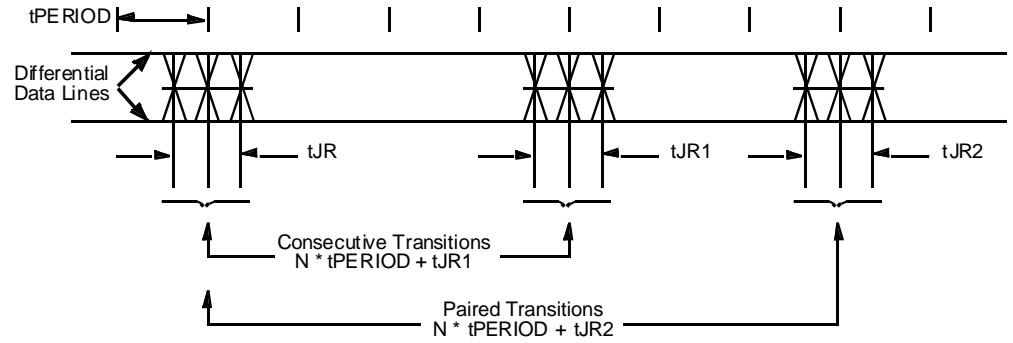 tPERIOD
Differential
Data Lines
tJR
tJR1
tJR2
Consecutive Transitions
N * tPERIOD + tJR1
Paired Transitions
N * tPERIOD + tJR2